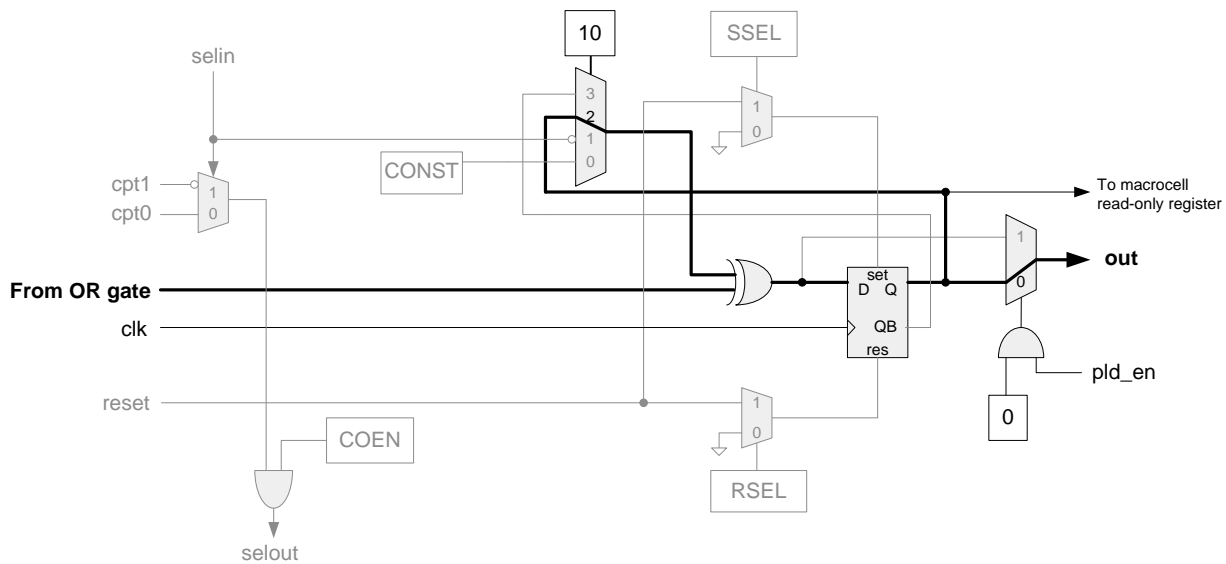 10
SSEL
selin
3
2
1
0
1
0
CONST
cpt1
cpt0
1
0
To macrocell
read-only register
1
0
out
From OR gate
set
D Q
QB
res
clk
pld_en
0
reset
1
0
COEN
RSEL
selout